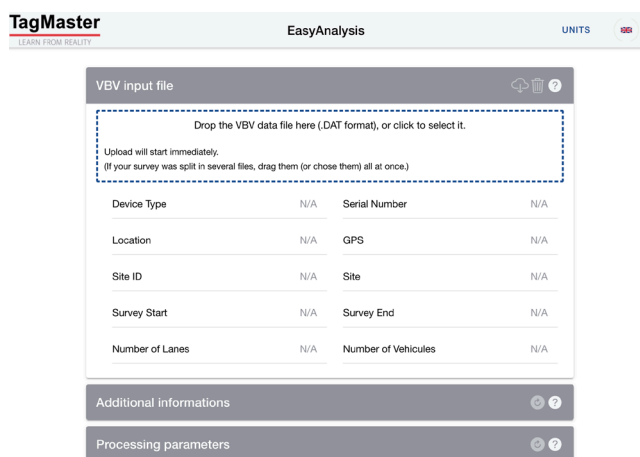 TagMaster
LEARN FROM REALITY
EasyAnalysis
UNITS
VBV input file
?
Drop the VBV data file here (.DAT format), or click to select it.
Upload will start immediately.
(If your survey was split in several files, drag them (or chose them) all at once.)
Device Type N/A Serial Number N/A
Location N/A GPS N/A
Site ID N/A Site N/A
Survey Start N/A Survey End N/A
Number of Lanes N/A Number of Vehicules N/A
Additional informations
?
Processing parameters
?